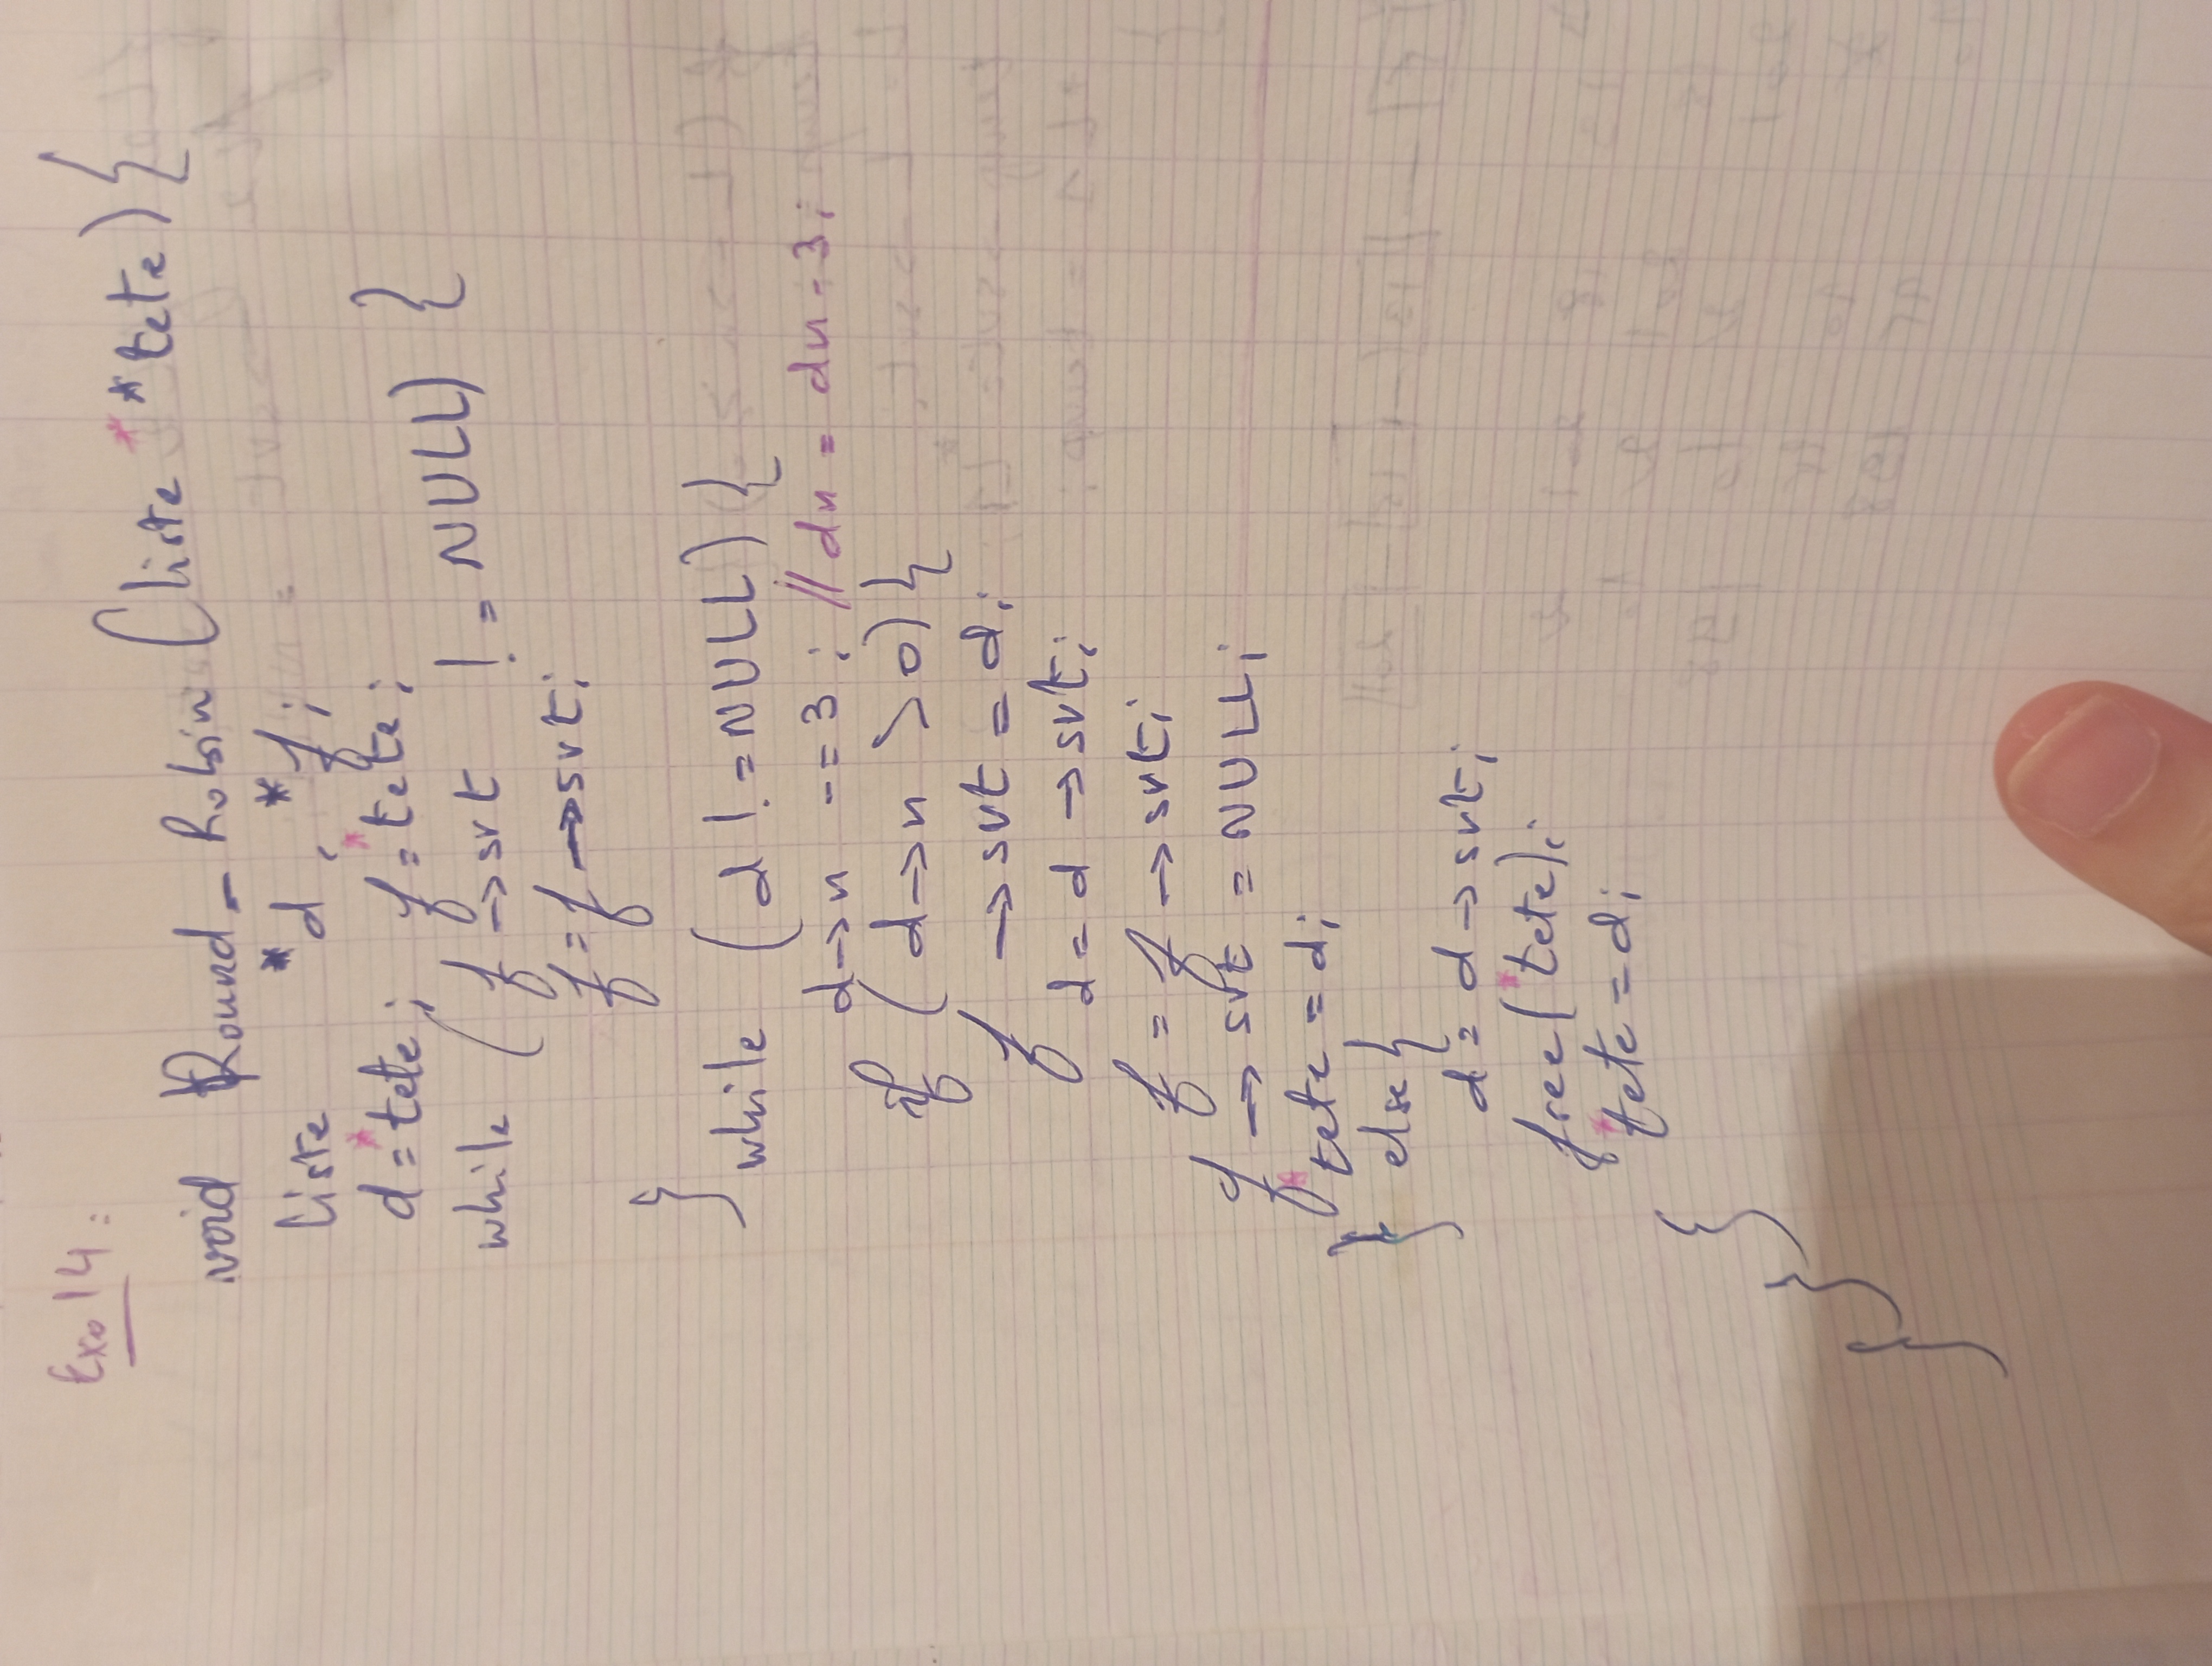 Exo 14 :
void Round_Robin (liste **tete) {
liste *d, *f;
d = *tete; f = *tete;
while (f->svt != NULL) {
f = f->svt;
} while (d != NULL) {
d->n -= 3; // dn = dn - 3;
if (d->n > 0) {
f->svt = d;
d = d->svt;
f = f->svt;
f->svt = NULL;
*tete = d;
} else {
d = d->svt;
free(*tete);
*tete = d;
}
}
}